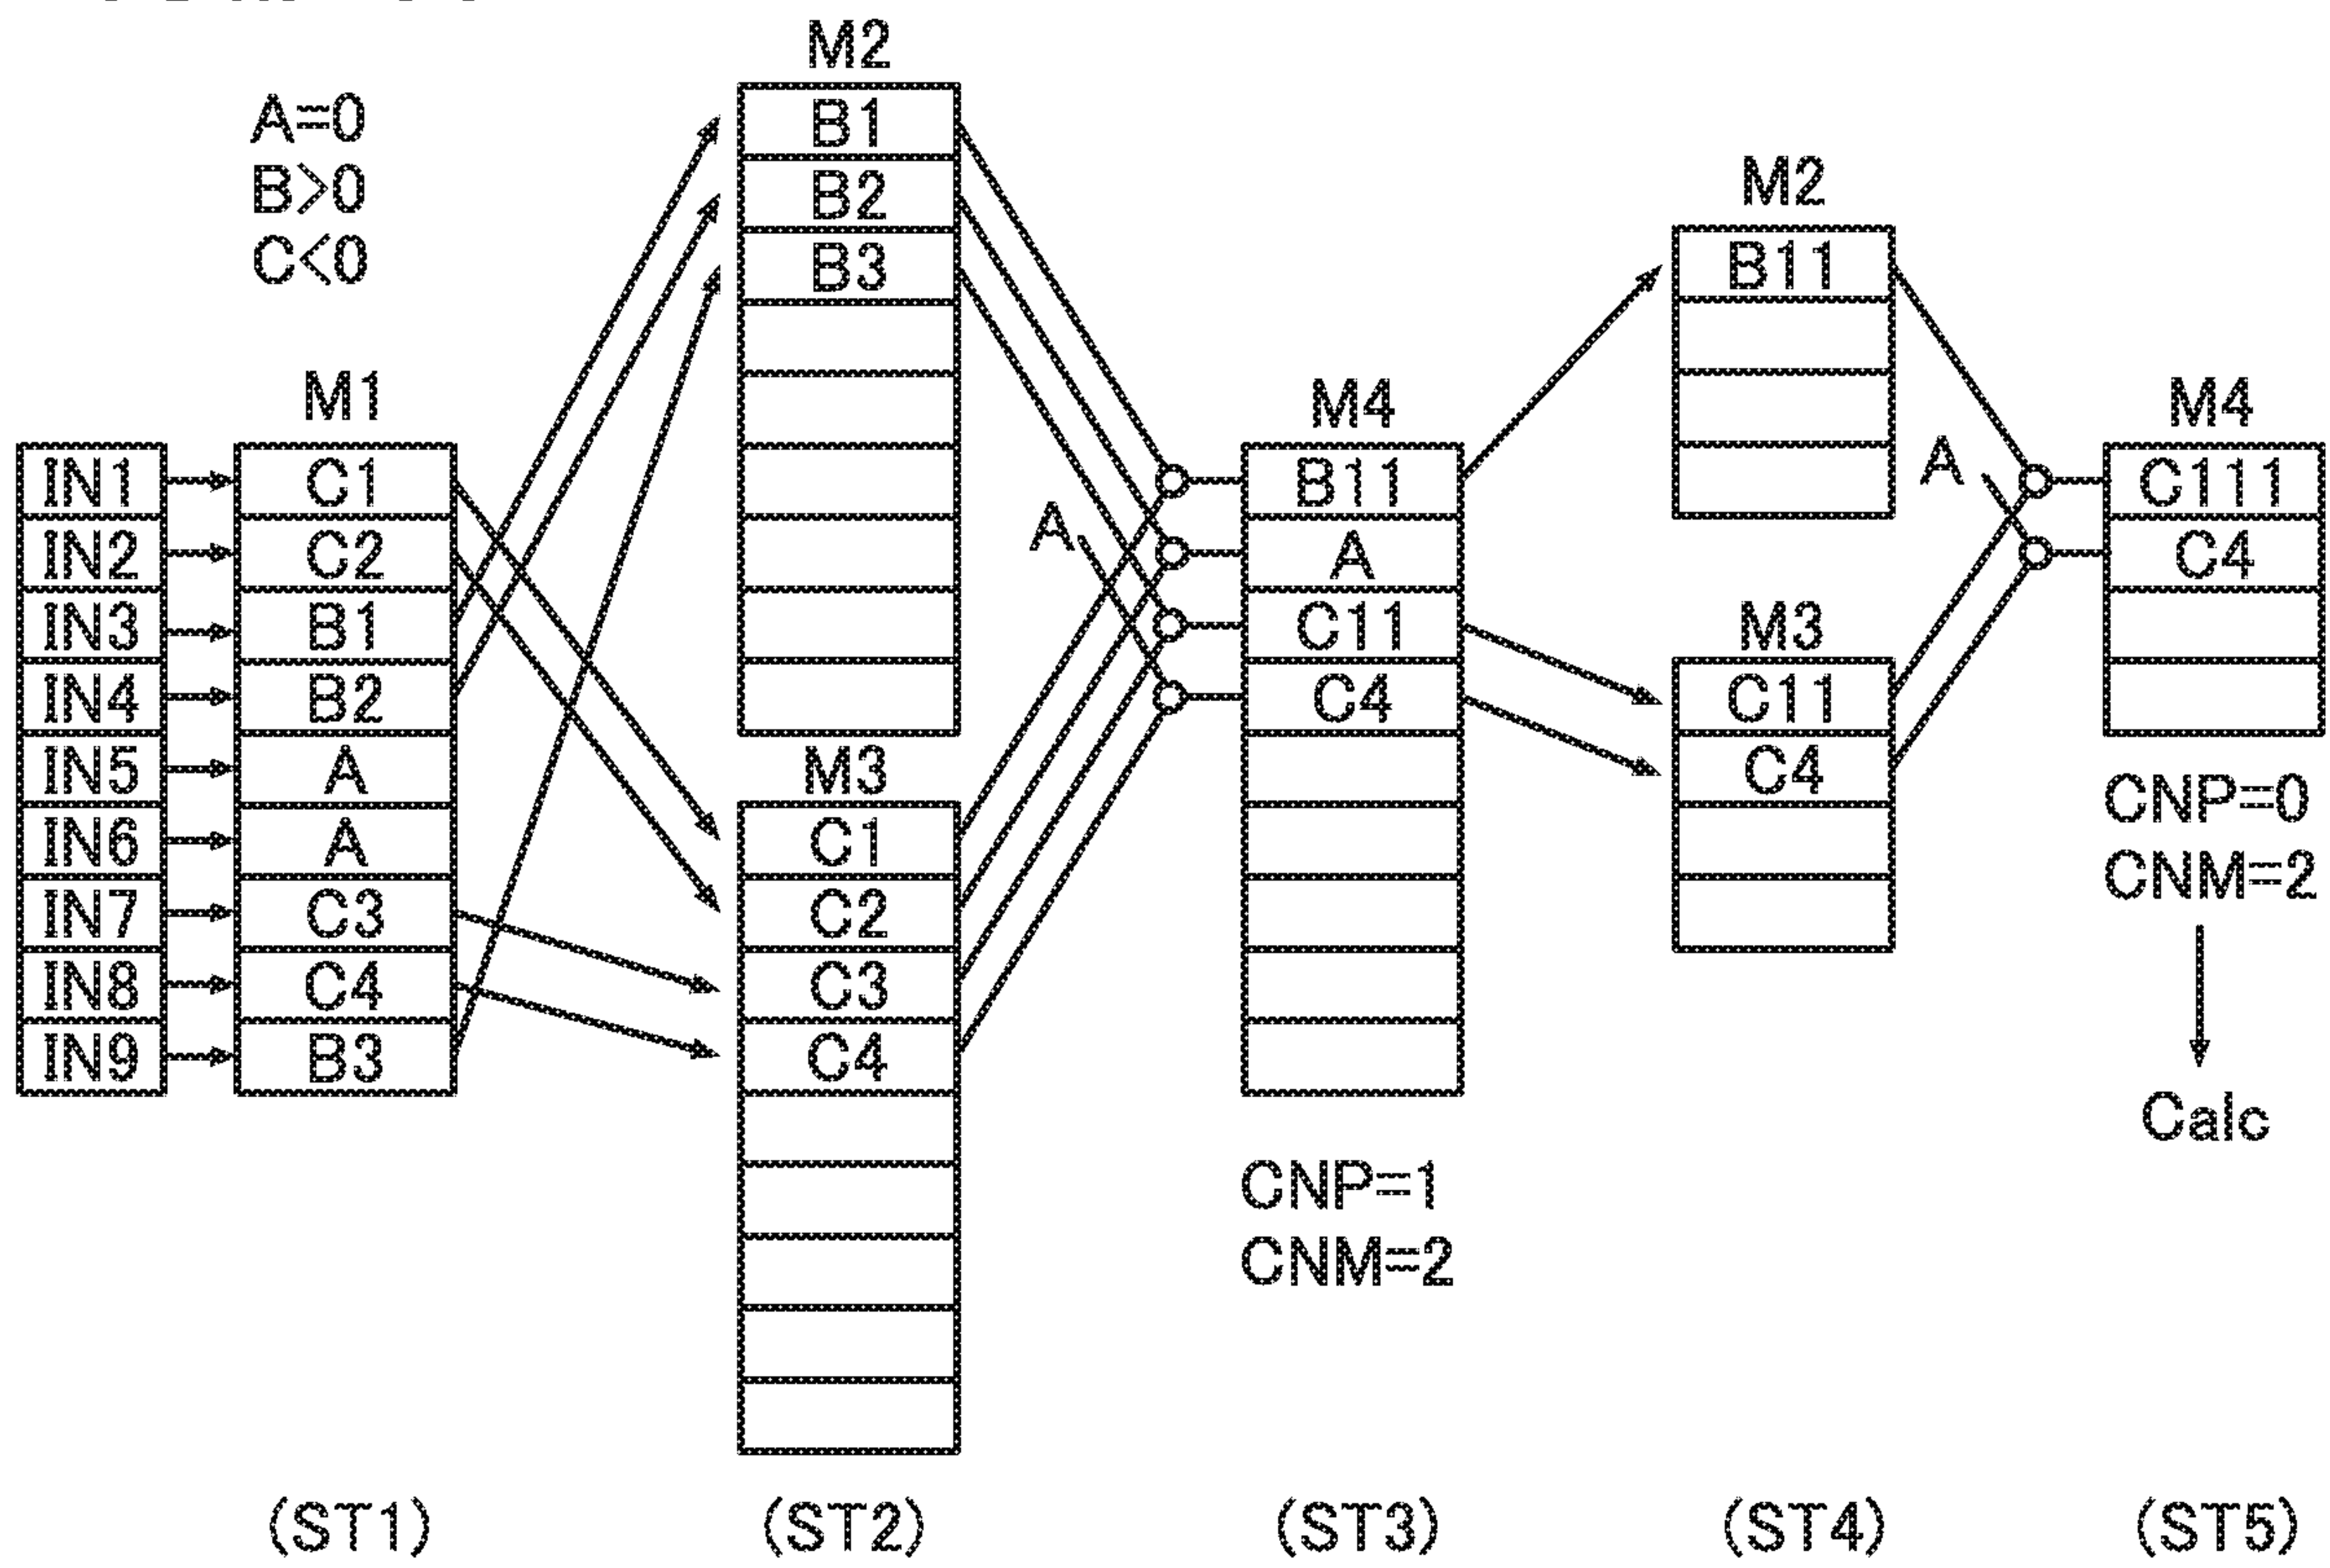 A=0
B>0
C<0
IN1
IN2
IN3
IN4
IN5
IN6
IN7
IN8
IN9
M1
C1
C2
B1
B2
A
A
C3
C4
B3
M2
B1
B2
B3
M3
C1
C2
C3
C4
A
M4
B11
A
C11
C4
CNP=1
CNM=2
M2
B11
M3
C11
C4
A
M4
C111
C4
CNP=0
CNM=2
Calc
(ST1) (ST2) (ST3) (ST4) (ST5)